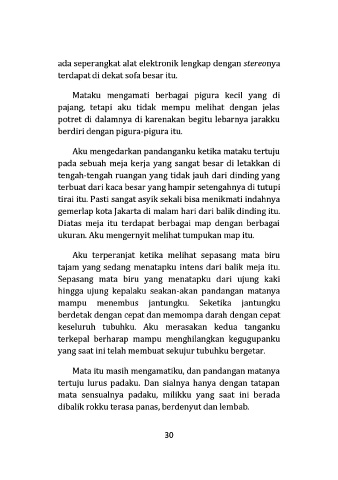 ada seperangkat alat elektronik lengkap dengan stereonya
terdapat di dekat sofa besar itu.
Mataku mengamati berbagai pigura kecil yang di
pajang, tetapi aku tidak mempu melihat dengan jelas
potret di dalamnya di karenakan begitu lebarnya jarakku
berdiri dengan pigura-pigura itu.
Aku mengedarkan pandanganku ketika mataku tertuju
pada sebuah meja kerja yang sangat besar di letakkan di
tengah-tengah ruangan yang tidak jauh dari dinding yang
terbuat dari kaca besar yang hampir setengahnya di tutupi
tirai itu. Pasti sangat asyik sekali bisa menikmati indahnya
gemerlap kota Jakarta di malam hari dari balik dinding itu.
Diatas meja itu terdapat berbagai map dengan berbagai
ukuran. Aku mengernyit melihat tumpukan map itu.
Aku terperanjat ketika melihat sepasang mata biru
tajam yang sedang menatapku intens dari balik meja itu.
Sepasang mata biru yang menatapku dari ujung kaki
hingga ujung kepalaku seakan-akan pandangan matanya
mampu menembus jantungku. Seketika jantungku
berdetak dengan cepat dan memompa darah dengan cepat
keseluruh tubuhku. Aku merasakan kedua tanganku
terkepal berharap mampu menghilangkan kegugupanku
yang saat ini telah membuat sekujur tubuhku bergetar.
Mata itu masih mengamatiku, dan pandangan matanya
tertuju lurus padaku. Dan sialnya hanya dengan tatapan
mata sensualnya padaku, milikku yang saat ini berada
dibalik rokku terasa panas, berdenyut dan lembab.
30